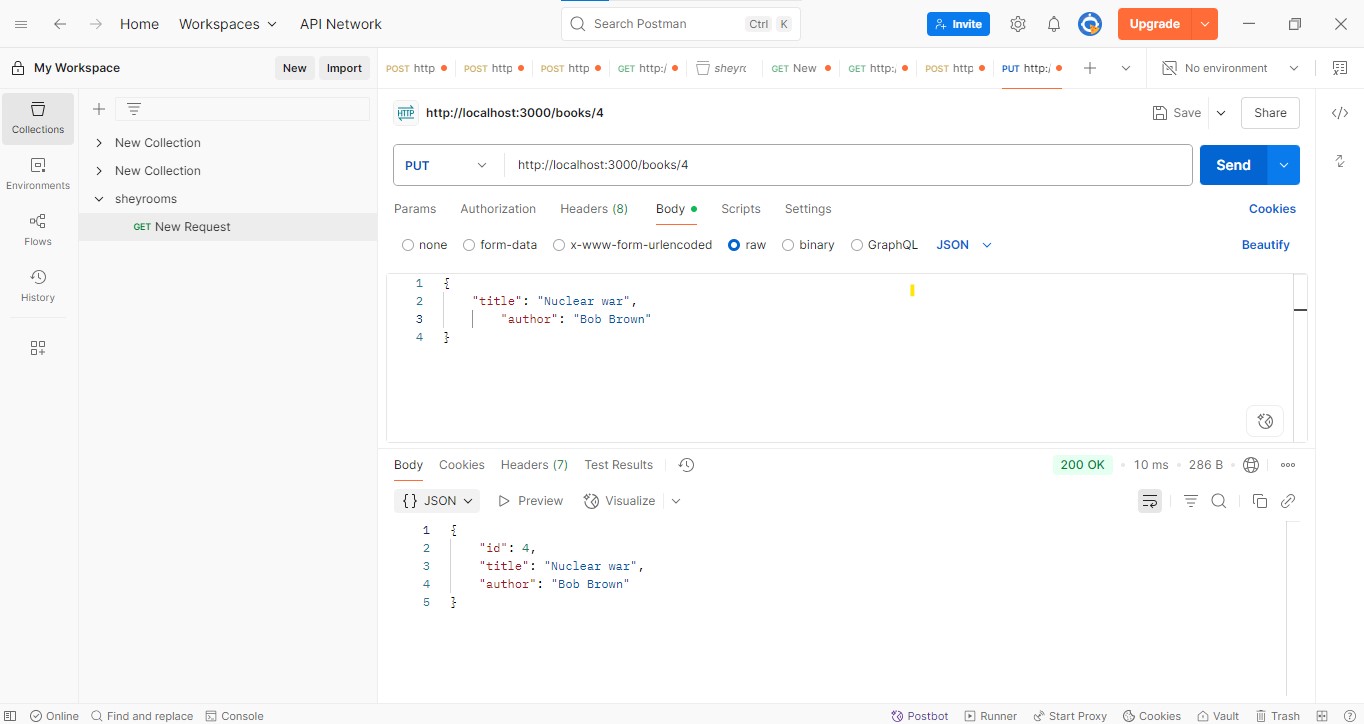 Home Workspaces API Network Search Postman Ctrl K Invite Upgrade
My Workspace New Import POST http POST http POST http GET http:/ sheyrc GET New GET http:, POST http PUT http:, No environment
Collections
Environments
Flows
History
New Collection
New Collection
sheyrooms
GET New Request
HTTP http://localhost:3000/books/4 Save Share
PUT http://localhost:3000/books/4 Send
Params Authorization Headers (8) Body Scripts Settings Cookies
none form-data x-www-form-urlencoded raw binary GraphQL JSON Beautify
1 {
2 "title": "Nuclear war",
3 "author": "Bob Brown"
4 }
Body Cookies Headers (7) Test Results 200 OK • 10 ms • 286 B •
{} JSON Preview Visualize
1 {
2 "id": 4,
3 "title": "Nuclear war",
4 "author": "Bob Brown"
5 }
Online Find and replace Console Postbot Runner Start Proxy Cookies Vault Trash